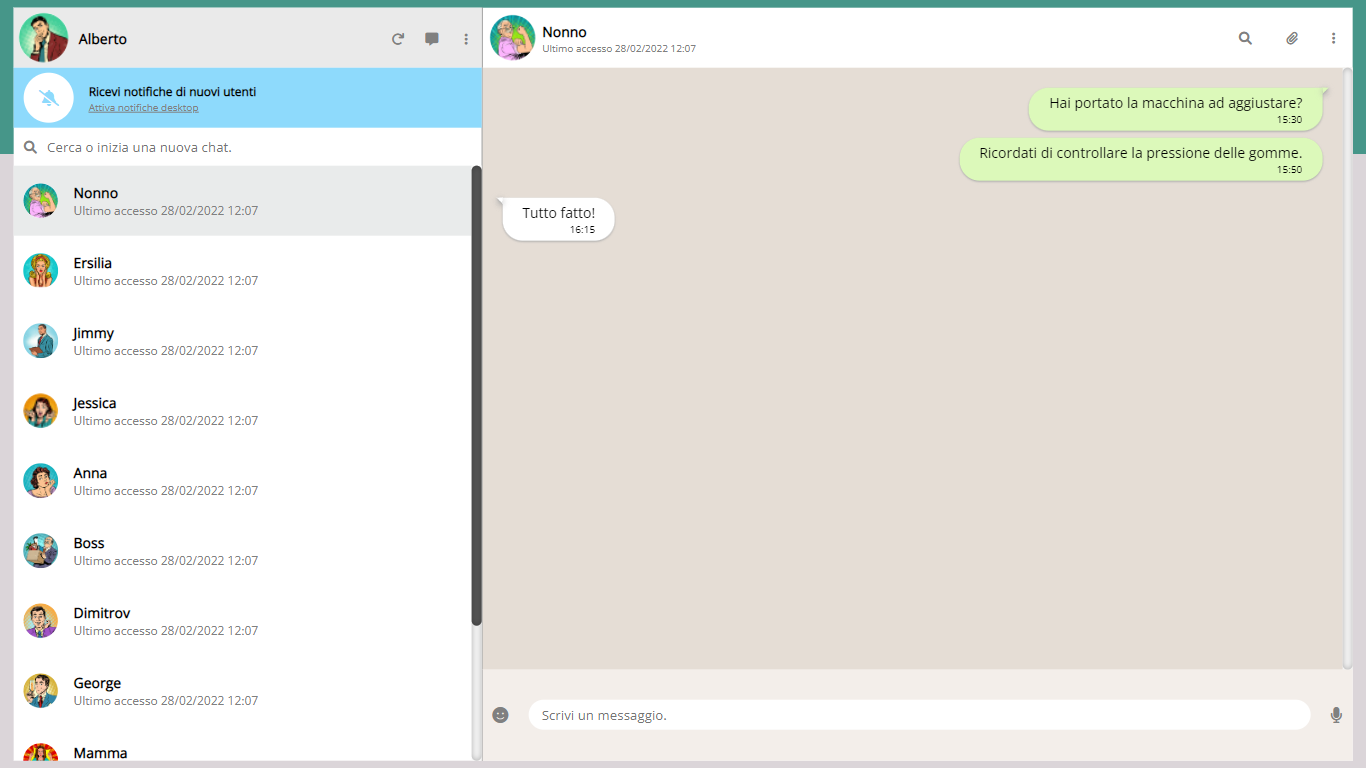 Alberto
Ricevi notifiche di nuovi utenti
Attiva notifiche desktop
Cerca o inizia una nuova chat.
Nonno
Ultimo accesso 28/02/2022 12:07
Ersilia
Ultimo accesso 28/02/2022 12:07
Jimmy
Ultimo accesso 28/02/2022 12:07
Jessica
Ultimo accesso 28/02/2022 12:07
Anna
Ultimo accesso 28/02/2022 12:07
Boss
Ultimo accesso 28/02/2022 12:07
Dimitrov
Ultimo accesso 28/02/2022 12:07
George
Ultimo accesso 28/02/2022 12:07
Mamma
Nonno
Ultimo accesso 28/02/2022 12:07
Hai portato la macchina ad aggiustare?
15:30
Ricordati di controllare la pressione delle gomme.
15:50
Tutto fatto!
16:15
Scrivi un messaggio.